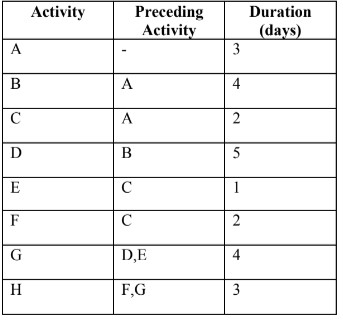 Activity Preceding Activity Duration (days)
A - 3
B A 4
C A 2
D B 5
E C 1
F C 2
G D,E 4
H F,G 3